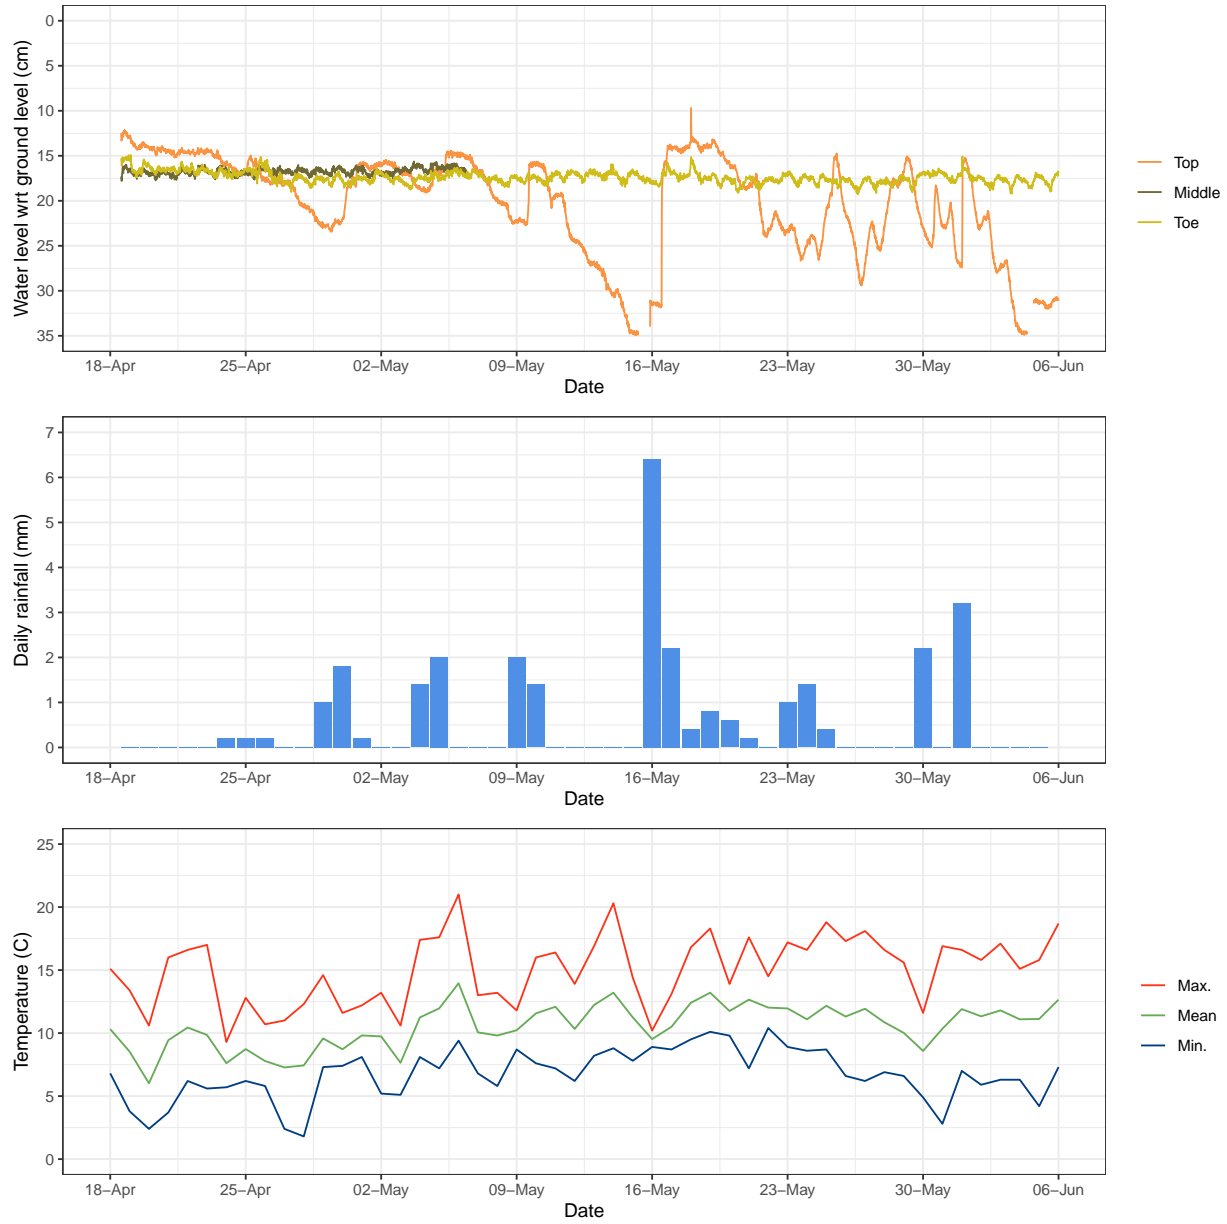 Water level wrt ground level (cm)
0
5
10
15
20
25
30
35
18−Apr 25−Apr 02−May 09−May 16−May 23−May 30−May 06−Jun
Date
Top
Middle
Toe
Daily rainfall (mm)
7
6
5
4
3
2
1
0
18−Apr 25−Apr 02−May 09−May 16−May 23−May 30−May 06−Jun
Date
Temperature (C)
25
20
15
10
5
0
18−Apr 25−Apr 02−May 09−May 16−May 23−May 30−May 06−Jun
Date
Max.
Mean
Min.